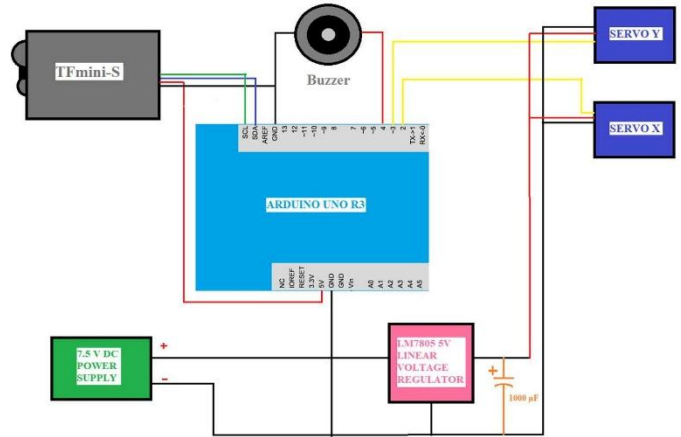 TFmini-S
Buzzer
SERVO Y
SERVO X
SCL
SDA
AREF
GND
13
12
~11
~10
~9
8
7
~6
~5
4
~3
2
TX->1
RX<-0
ARDUINO UNO R3
NC
IOREF
RESET
3.3V
5V
GND
GND
Vin
A0
A1
A2
A3
A4
A5
7.5 V DC
POWER
SUPPLY
+
-
LM7805 5V
LINEAR
VOLTAGE
REGULATOR
+
1000 µF